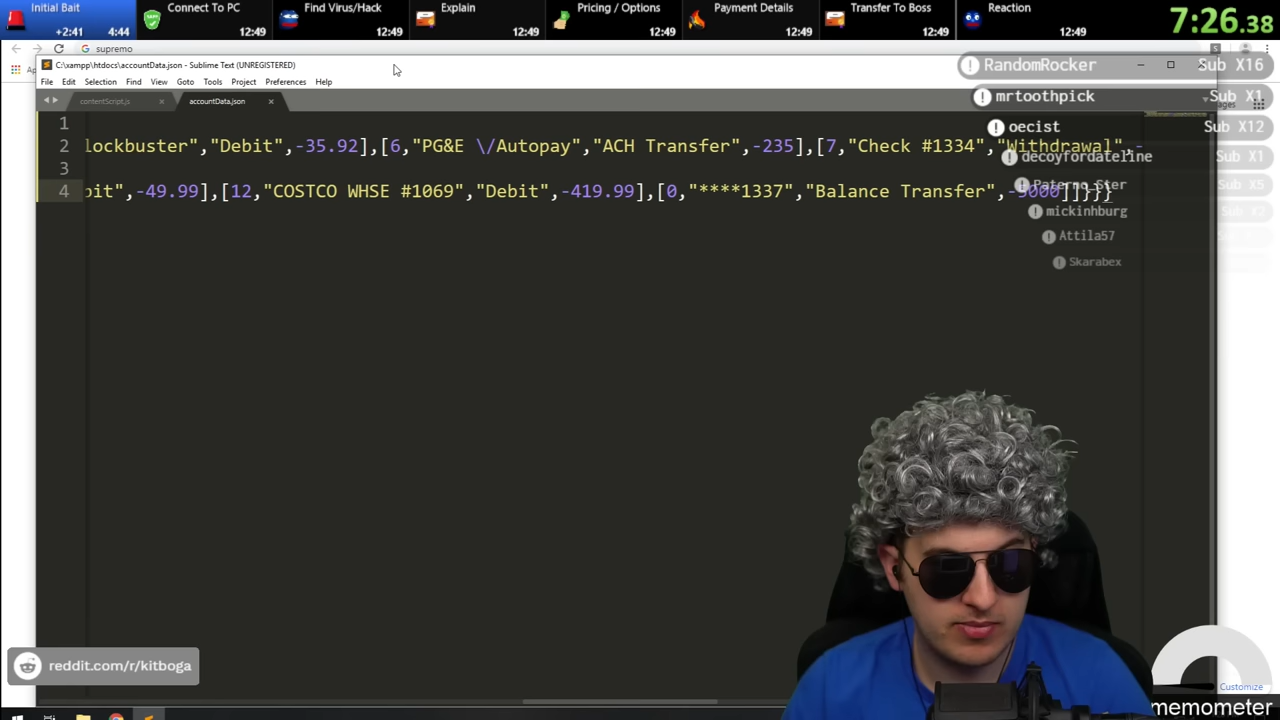 Initial Bait
+2:41 4:44
Connect To PC
12:49
Find Virus/Hack
12:49
Explain
12:49
Pricing / Options
12:49
Payment Details
12:49
Transfer To Boss
12:49
Reaction
12:49
7:26.38
supremo
C:\xampp\htdocs\accountData.json - Sublime Text (UNREGISTERED)
File Edit Selection Find View Goto Tools Project Preferences Help
contentScript.js
accountData.json
RandomRocker Sub X16
mrtoothpick Sub X1
oecist Sub X12
decoyfordateline
Paterno_Ster
mickinhburg
Attila57
Skarabex
1
2 lockbuster","Debit",-35.92],[6,"PG&E \/Autopay","ACH Transfer",-235],[7,"Check #1334","Withdrawal",-
3
4 bit",-49.99],[12,"COSTCO WHSE #1069","Debit",-419.99],[0,"****1337","Balance Transfer",-9000]]}}}
reddit.com/r/kitboga
Customize
memometer